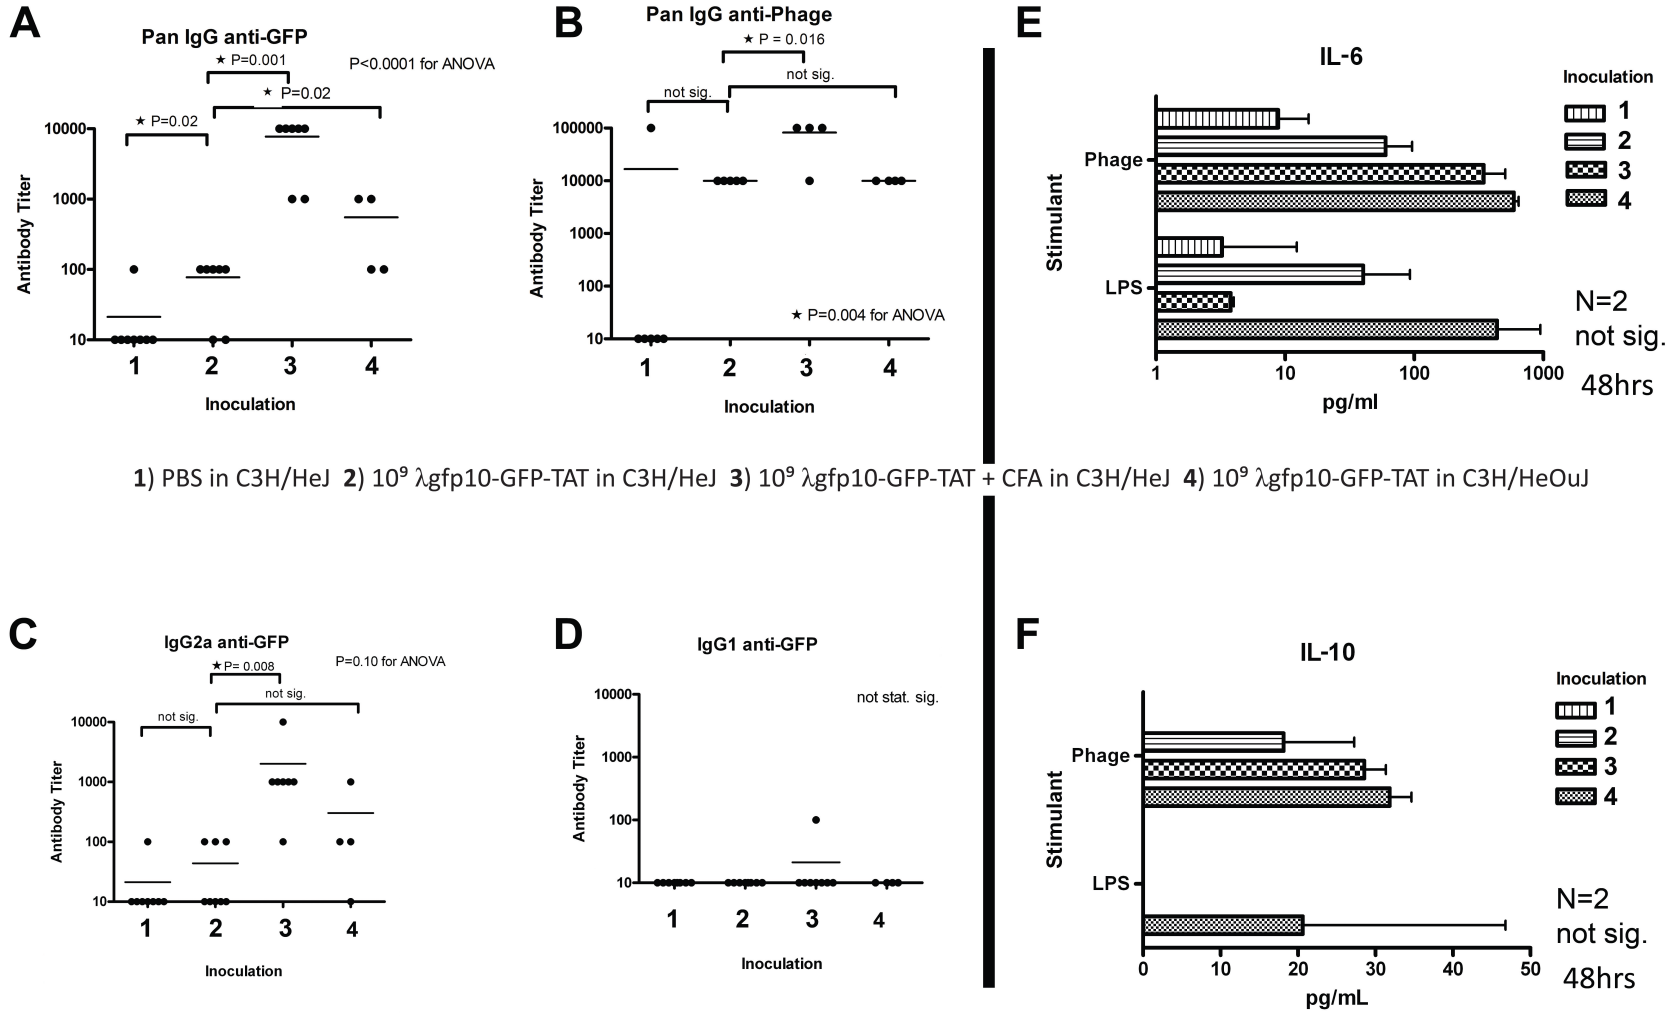 A
Pan IgG anti-GFP
★ P=0.001
P<0.0001 for ANOVA
★ P=0.02
★ P=0.02
10000
1000
100
10
Antibody Titer
1 2 3 4
Inoculation
B
Pan IgG anti-Phage
★ P = 0.016
not sig.
not sig.
100000
10000
1000
100
10
Antibody Titer
★ P=0.004 for ANOVA
1 2 3 4
Inoculation
E
IL-6
Inoculation
1
2
3
4
Stimulant
Phage
LPS
N=2
not sig.
48hrs
1 10 100 1000
pg/ml
1) PBS in C3H/HeJ 2) 10⁹ λgfp10-GFP-TAT in C3H/HeJ 3) 10⁹ λgfp10-GFP-TAT + CFA in C3H/HeJ 4) 10⁹ λgfp10-GFP-TAT in C3H/HeOuJ
C
IgG2a anti-GFP
★ P= 0.008
P=0.10 for ANOVA
not sig.
not sig.
10000
1000
100
10
Antibody Titer
1 2 3 4
Inoculation
D
IgG1 anti-GFP
not stat. sig.
10000
1000
100
10
Antibody Titer
1 2 3 4
Inoculation
F
IL-10
Inoculation
1
2
3
4
Stimulant
Phage
LPS
N=2
not sig.
48hrs
0 10 20 30 40 50
pg/mL